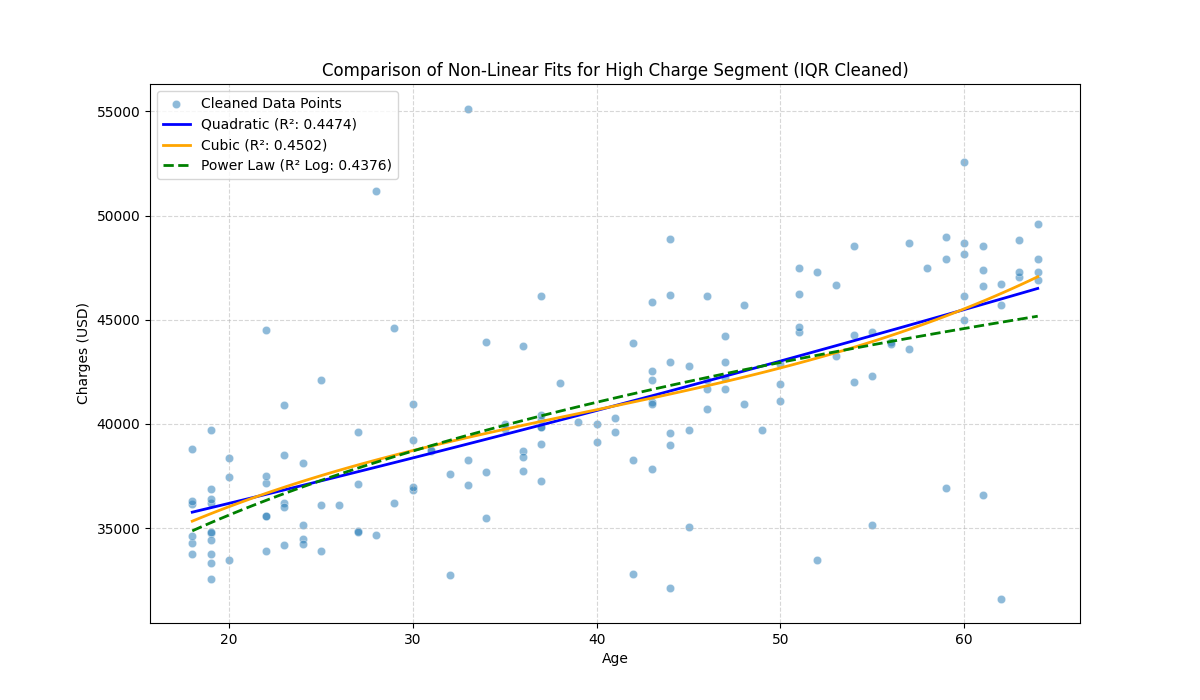 Comparison of Non-Linear Fits for High Charge Segment (IQR Cleaned)
Cleaned Data Points
Quadratic (R²: 0.4474)
Cubic (R²: 0.4502)
Power Law (R² Log: 0.4376)
55000
50000
45000
40000
35000
Charges (USD)
20 30 40 50 60
Age